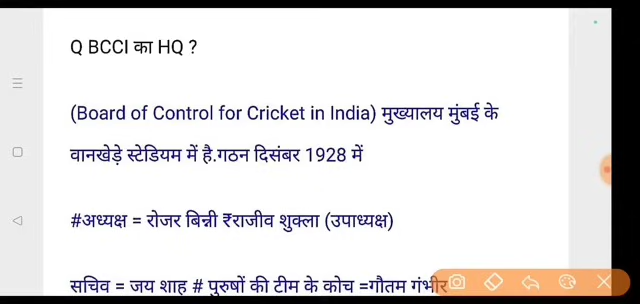 Q BCCI का HQ ?
(Board of Control for Cricket in India) मुख्यालय मुंबई के
वानखेड़े स्टेडियम में है.गठन दिसंबर 1928 में
#अध्यक्ष = रोजर बिन्नी ₹राजीव शुक्ला (उपाध्यक्ष)
सचिव = जय शाह # पुरुषों की टीम के कोच =गौतम गंभीर